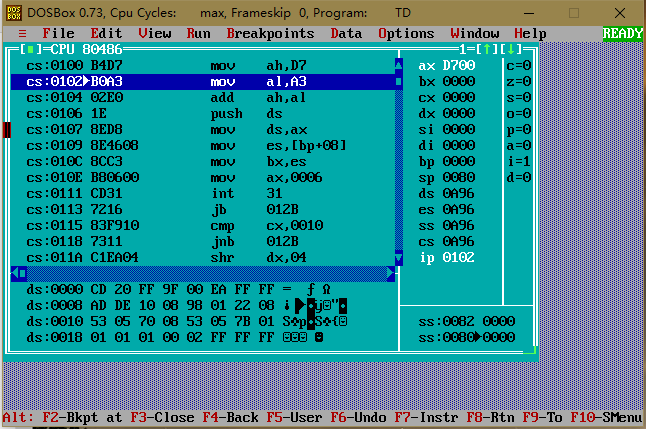 DOSBox 0.73, Cpu Cycles: max, Frameskip 0, Program: TD
≡ File Edit View Run Breakpoints Data Options Window Help READY
[■]=CPU 80486 1=[↑][↓]
cs:0100 B4D7 mov ah,D7 ax D700 c=0
cs:0102▶B0A3 mov al,A3 bx 0000 z=0
cs:0104 02E0 add ah,al cx 0000 s=0
cs:0106 1E push ds dx 0000 o=0
cs:0107 8ED8 mov ds,ax si 0000 p=0
cs:0109 8E4608 mov es,[bp+08] di 0000 a=0
cs:010C 8CC3 mov bx,es bp 0000 i=1
cs:010E B80600 mov ax,0006 sp 0080 d=0
cs:0111 CD31 int 31 ds 0A96
cs:0113 7216 jb 012B es 0A96
cs:0115 83F910 cmp cx,0010 ss 0A96
cs:0118 7311 jnb 012B cs 0A96
cs:011A C1EA04 shr dx,04 ip 0102
ds:0000 CD 20 FF 9F 00 EA FF FF = ƒ Ω
ds:0008 AD DE 10 08 98 01 22 08
ds:0010 53 05 70 08 53 05 7B 01 ss:0082 0000
ds:0018 01 01 01 00 02 FF FF FF ss:0080▶0000
Alt: F2-Bkpt at F3-Close F4-Back F5-User F6-Undo F7-Instr F8-Rtn F9-To F10-SMenu